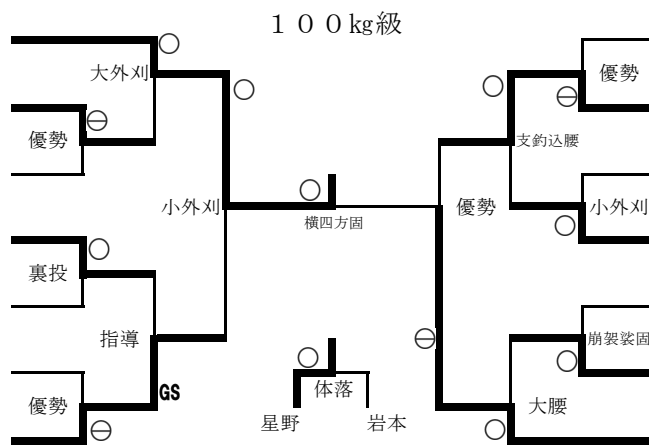 １００kg級
大外刈
優勢
優勢
支釣込腰
小外刈
横四方固
優勢
小外刈
裏投
指導
崩袈裟固
GS
優勢
体落
大腰
星野
岩本